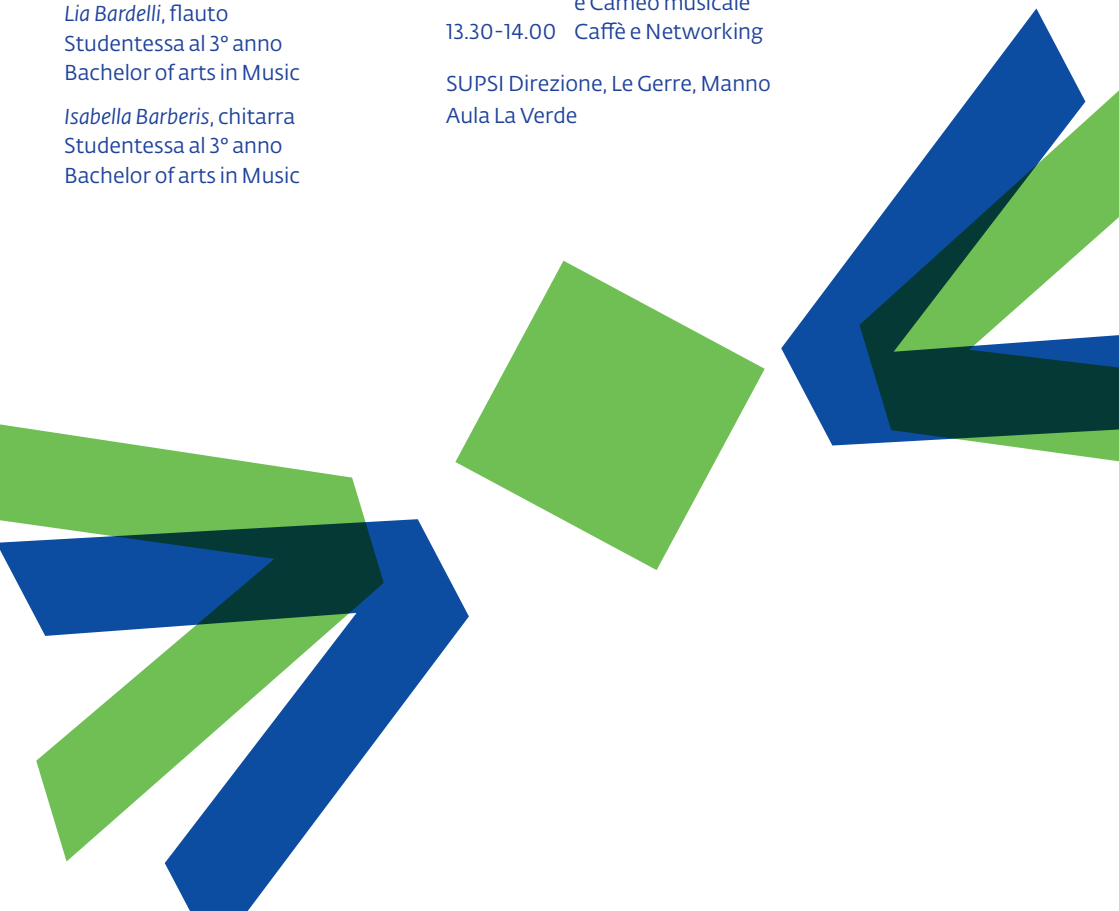 Lia Bardelli, flauto
Studentessa al 3° anno
Bachelor of arts in Music
Isabella Barberis, chitarra
Studentessa al 3° anno
Bachelor of arts in Music
e Cameo musicale
13.30-14.00 Caffè e Networking
SUPSI Direzione, Le Gerre, Manno
Aula La Verde